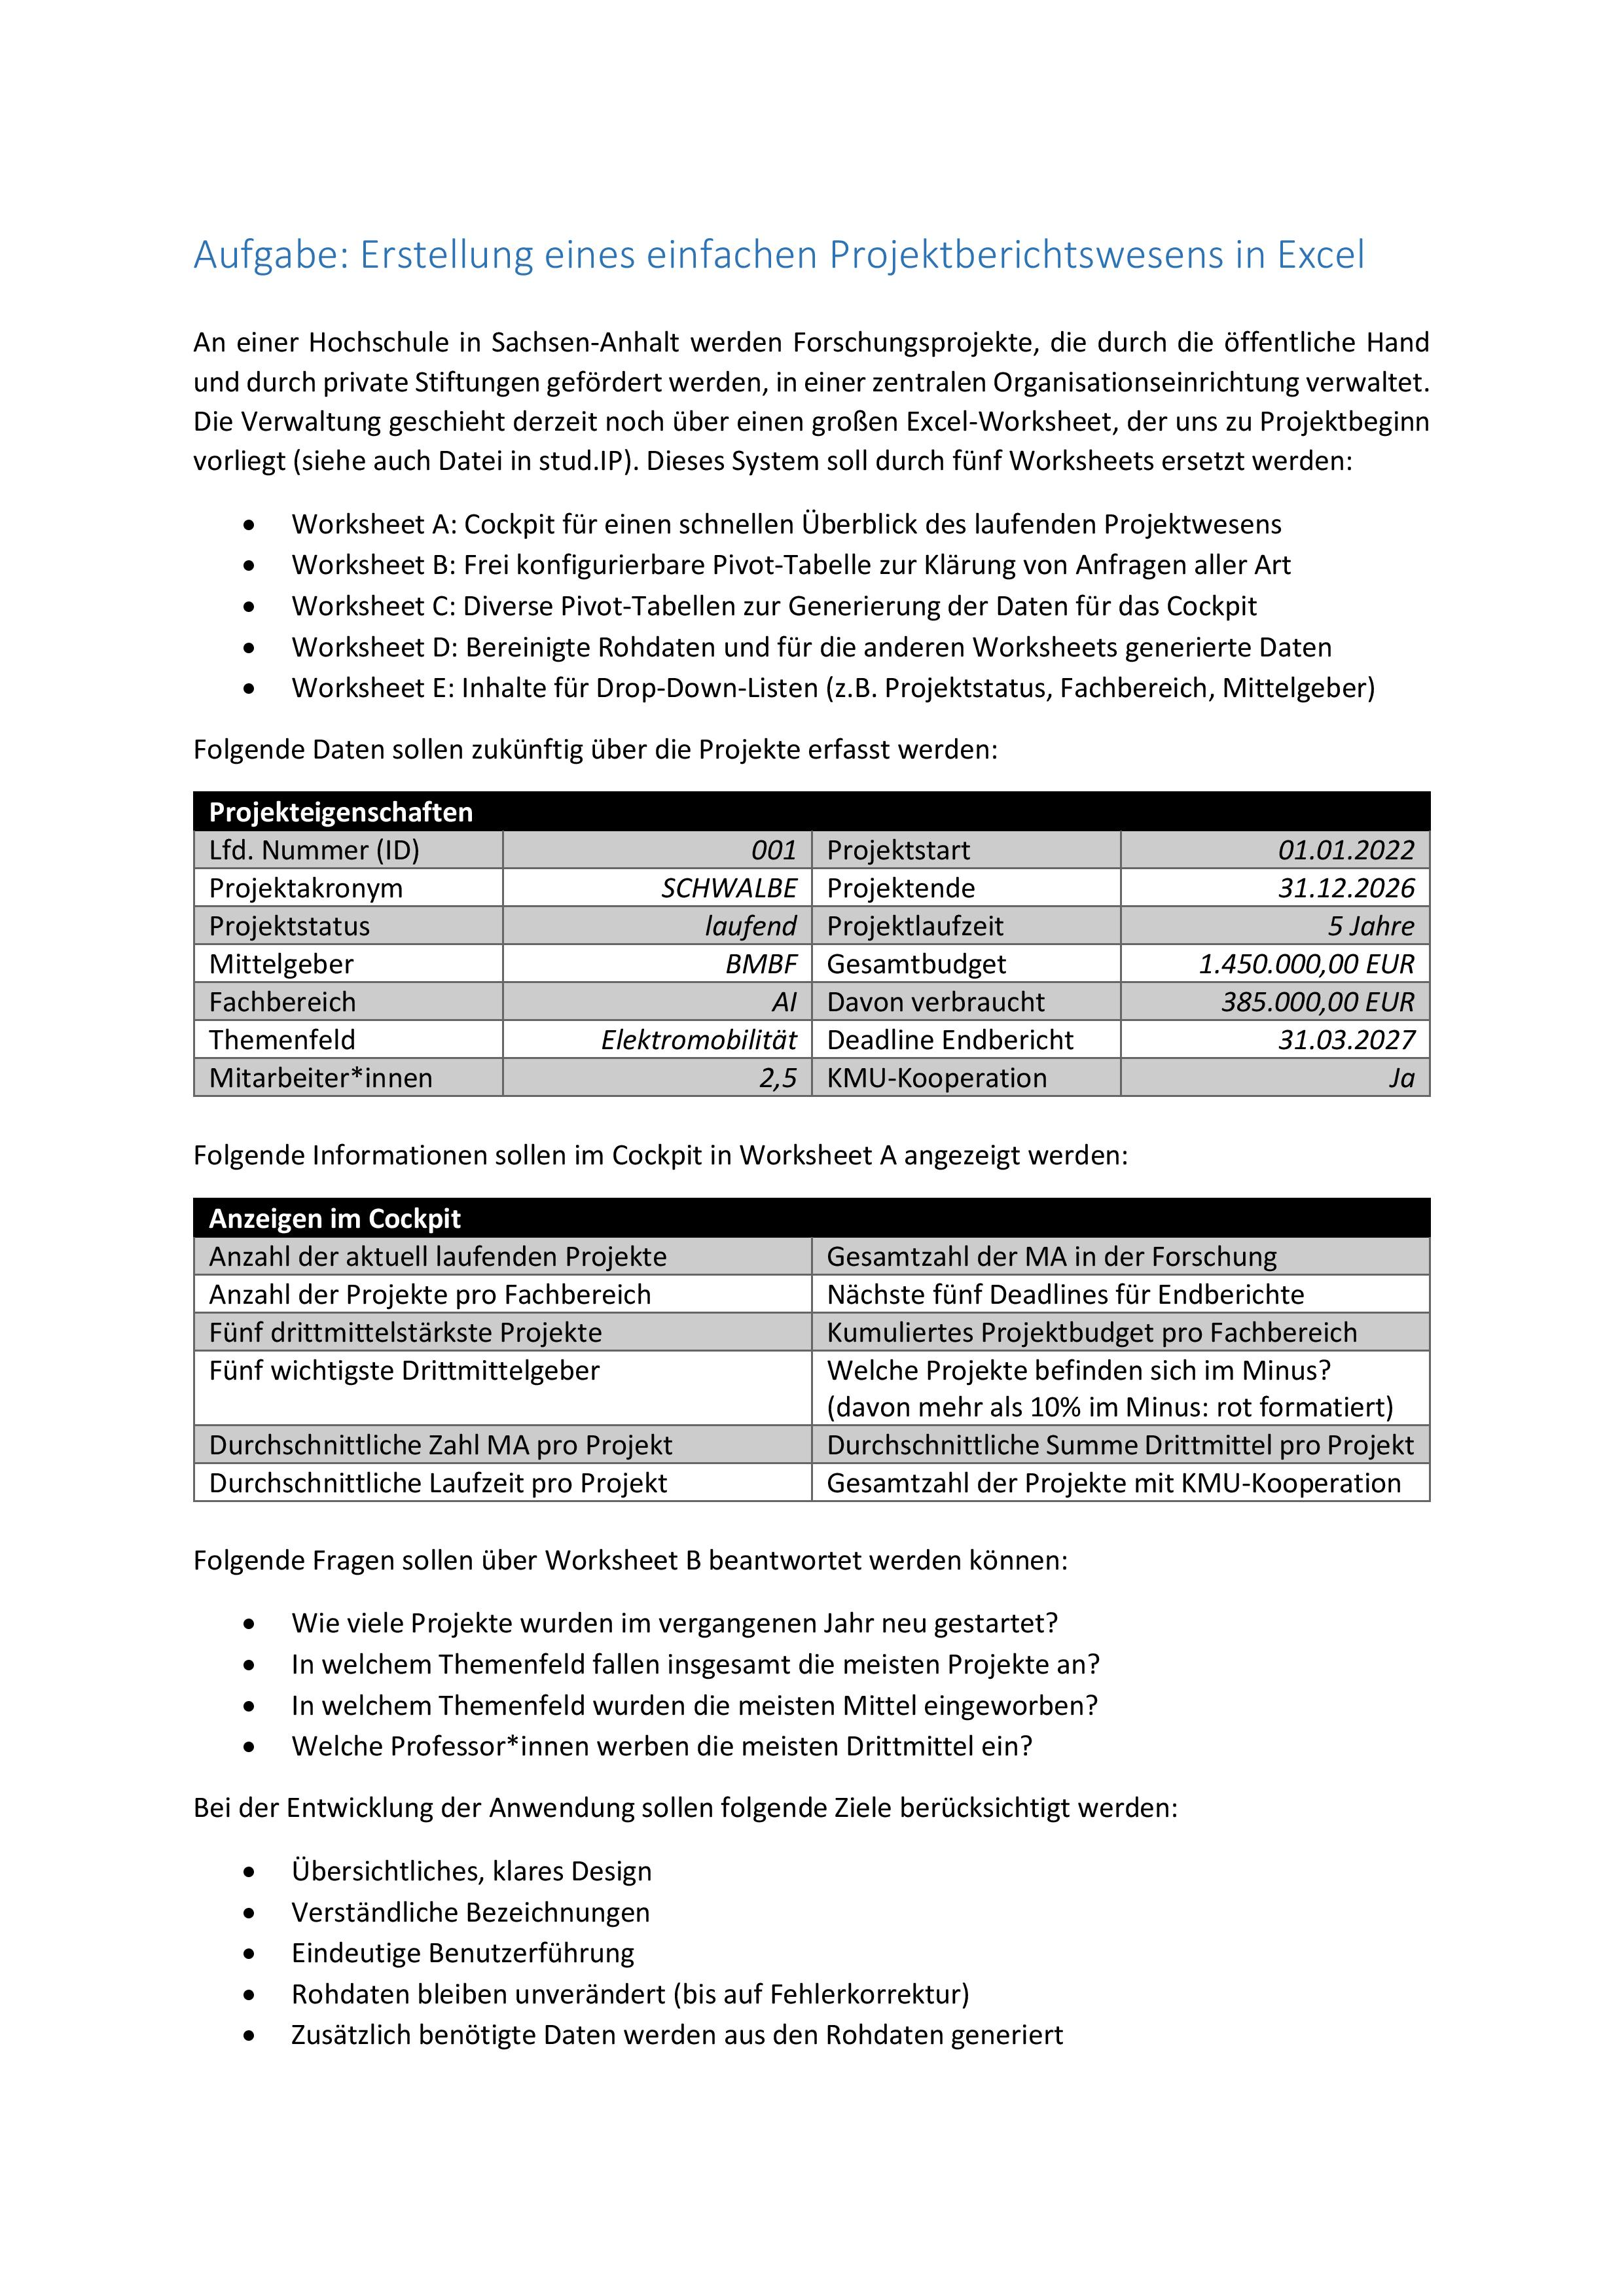 Aufgabe: Erstellung eines einfachen Projektberichtswesens in Excel
An einer Hochschule in Sachsen-Anhalt werden Forschungsprojekte, die durch die öffentliche Hand
und durch private Stiftungen gefördert werden, in einer zentralen Organisationseinrichtung verwaltet.
Die Verwaltung geschieht derzeit noch über einen großen Excel-Worksheet, der uns zu Projektbeginn
vorliegt (siehe auch Datei in stud.IP). Dieses System soll durch fünf Worksheets ersetzt werden:
• Worksheet A: Cockpit für einen schnellen Überblick des laufenden Projektwesens
• Worksheet B: Frei konfigurierbare Pivot-Tabelle zur Klärung von Anfragen aller Art
• Worksheet C: Diverse Pivot-Tabellen zur Generierung der Daten für das Cockpit
• Worksheet D: Bereinigte Rohdaten und für die anderen Worksheets generierte Daten
• Worksheet E: Inhalte für Drop-Down-Listen (z.B. Projektstatus, Fachbereich, Mittelgeber)
Folgende Daten sollen zukünftig über die Projekte erfasst werden:
Projekteigenschaften
Lfd. Nummer (ID) 001 Projektstart 01.01.2022
Projektakronym SCHWALBE Projektende 31.12.2026
Projektstatus laufend Projektlaufzeit 5 Jahre
Mittelgeber BMBF Gesamtbudget 1.450.000,00 EUR
Fachbereich AI Davon verbraucht 385.000,00 EUR
Themenfeld Elektromobilität Deadline Endbericht 31.03.2027
Mitarbeiter*innen 2,5 KMU-Kooperation Ja
Folgende Informationen sollen im Cockpit in Worksheet A angezeigt werden:
Anzeigen im Cockpit
Anzahl der aktuell laufenden Projekte Gesamtzahl der MA in der Forschung
Anzahl der Projekte pro Fachbereich Nächste fünf Deadlines für Endberichte
Fünf drittmittelstärkste Projekte Kumuliertes Projektbudget pro Fachbereich
Fünf wichtigste Drittmittelgeber Welche Projekte befinden sich im Minus?
(davon mehr als 10% im Minus: rot formatiert)
Durchschnittliche Zahl MA pro Projekt Durchschnittliche Summe Drittmittel pro Projekt
Durchschnittliche Laufzeit pro Projekt Gesamtzahl der Projekte mit KMU-Kooperation
Folgende Fragen sollen über Worksheet B beantwortet werden können:
• Wie viele Projekte wurden im vergangenen Jahr neu gestartet?
• In welchem Themenfeld fallen insgesamt die meisten Projekte an?
• In welchem Themenfeld wurden die meisten Mittel eingeworben?
• Welche Professor*innen werben die meisten Drittmittel ein?
Bei der Entwicklung der Anwendung sollen folgende Ziele berücksichtigt werden:
• Übersichtliches, klares Design
• Verständliche Bezeichnungen
• Eindeutige Benutzerführung
• Rohdaten bleiben unverändert (bis auf Fehlerkorrektur)
• Zusätzlich benötigte Daten werden aus den Rohdaten generiert